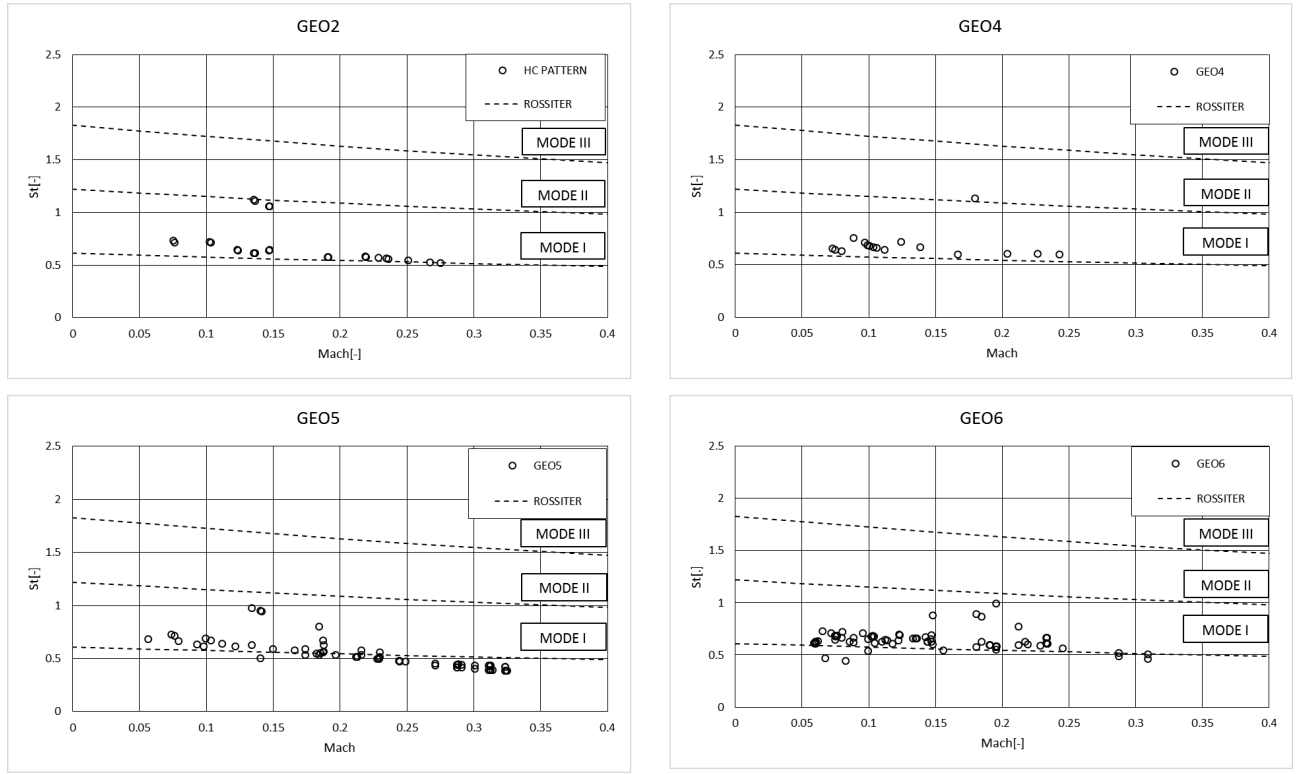 GEO2
2.5
2
1.5
1
0.5
0
0 0.05 0.1 0.15 0.2 0.25 0.3 0.35 0.4
St[-]
Mach[-]
HC PATTERN
ROSSITER
MODE III
MODE II
MODE I
GEO4
2.5
2
1.5
1
0.5
0
0 0.05 0.1 0.15 0.2 0.25 0.3 0.35 0.4
St[-]
Mach
GEO4
ROSSITER
MODE III
MODE II
MODE I
GEO5
2.5
2
1.5
1
0.5
0
0 0.05 0.1 0.15 0.2 0.25 0.3 0.35 0.4
St[-]
Mach
GEO5
ROSSITER
MODE III
MODE II
MODE I
GEO6
2.5
2
1.5
1
0.5
0
0 0.05 0.1 0.15 0.2 0.25 0.3 0.35 0.4
St[-]
Mach[-]
GEO6
ROSSITER
MODE III
MODE II
MODE I